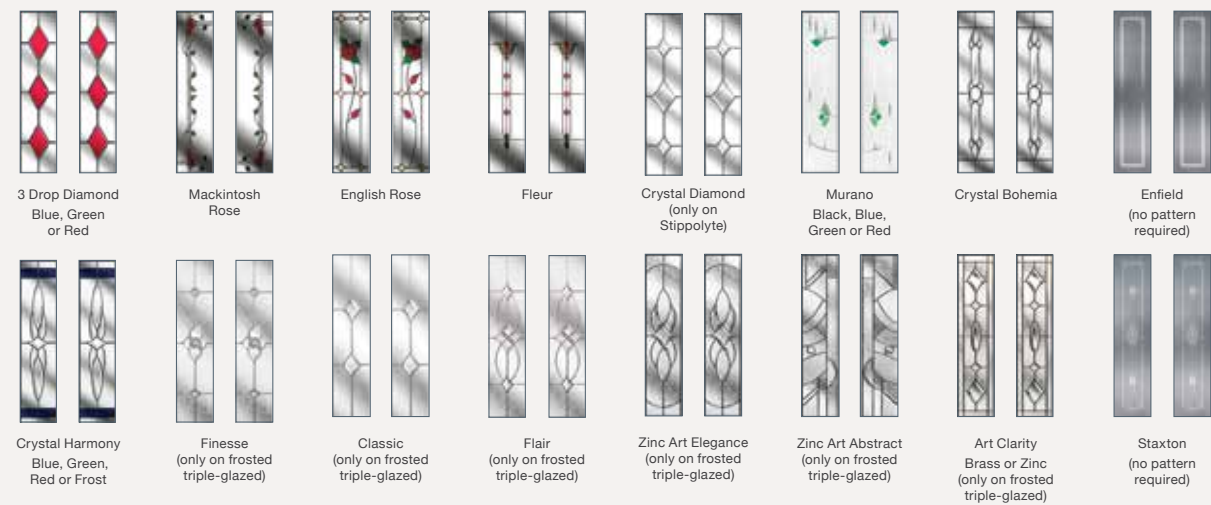 3 Drop Diamond
Blue, Green
or Red
Mackintosh
Rose
English Rose
Fleur
Crystal Diamond
(only on
Stippolyte)
Murano
Black, Blue,
Green or Red
Crystal Bohemia
Enfield
(no pattern
required)
Crystal Harmony
Blue, Green,
Red or Frost
Finesse
(only on frosted
triple-glazed)
Classic
(only on frosted
triple-glazed)
Flair
(only on frosted
triple-glazed)
Zinc Art Elegance
(only on frosted
triple-glazed)
Zinc Art Abstract
(only on frosted
triple-glazed)
Art Clarity
Brass or Zinc
(only on frosted
triple-glazed)
Staxton
(no pattern
required)